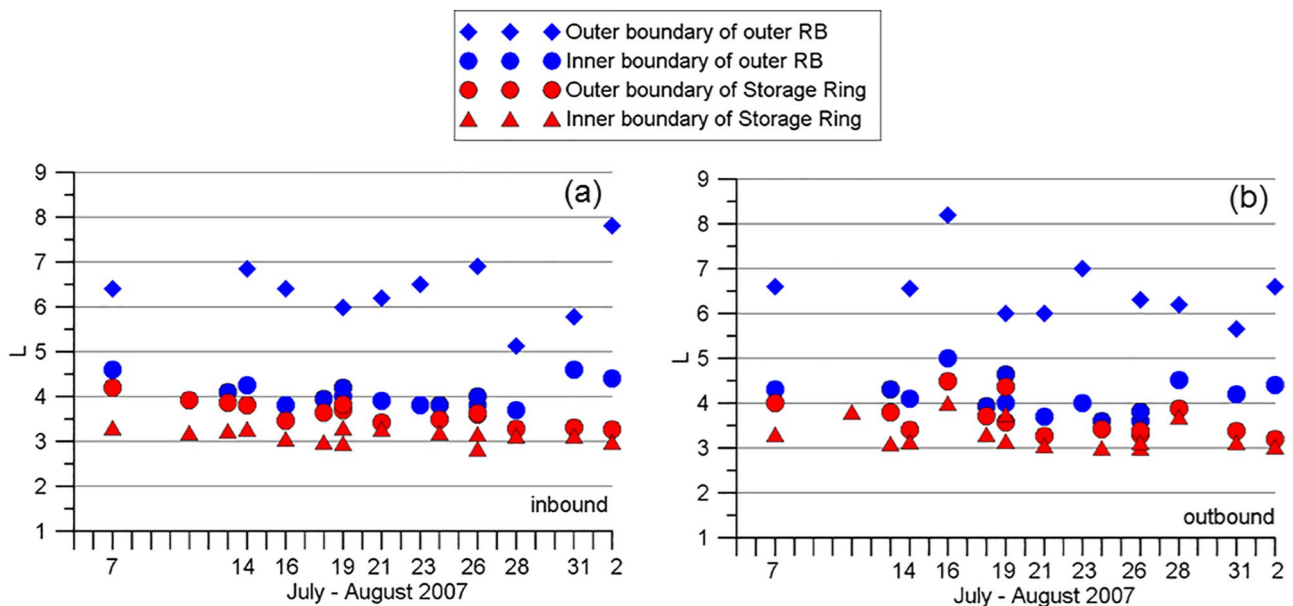 Outer boundary of outer RB
Inner boundary of outer RB
Outer boundary of Storage Ring
Inner boundary of Storage Ring
(a)
9
8
7
6
5
4
3
2
1
L
inbound
7 14 16 19 21 24 26 28 31 2
July - August 2007
(b)
9
8
7
6
5
4
3
2
1
L
outbound
7 14 16 19 21 23 26 28 31 2
July - August 2007